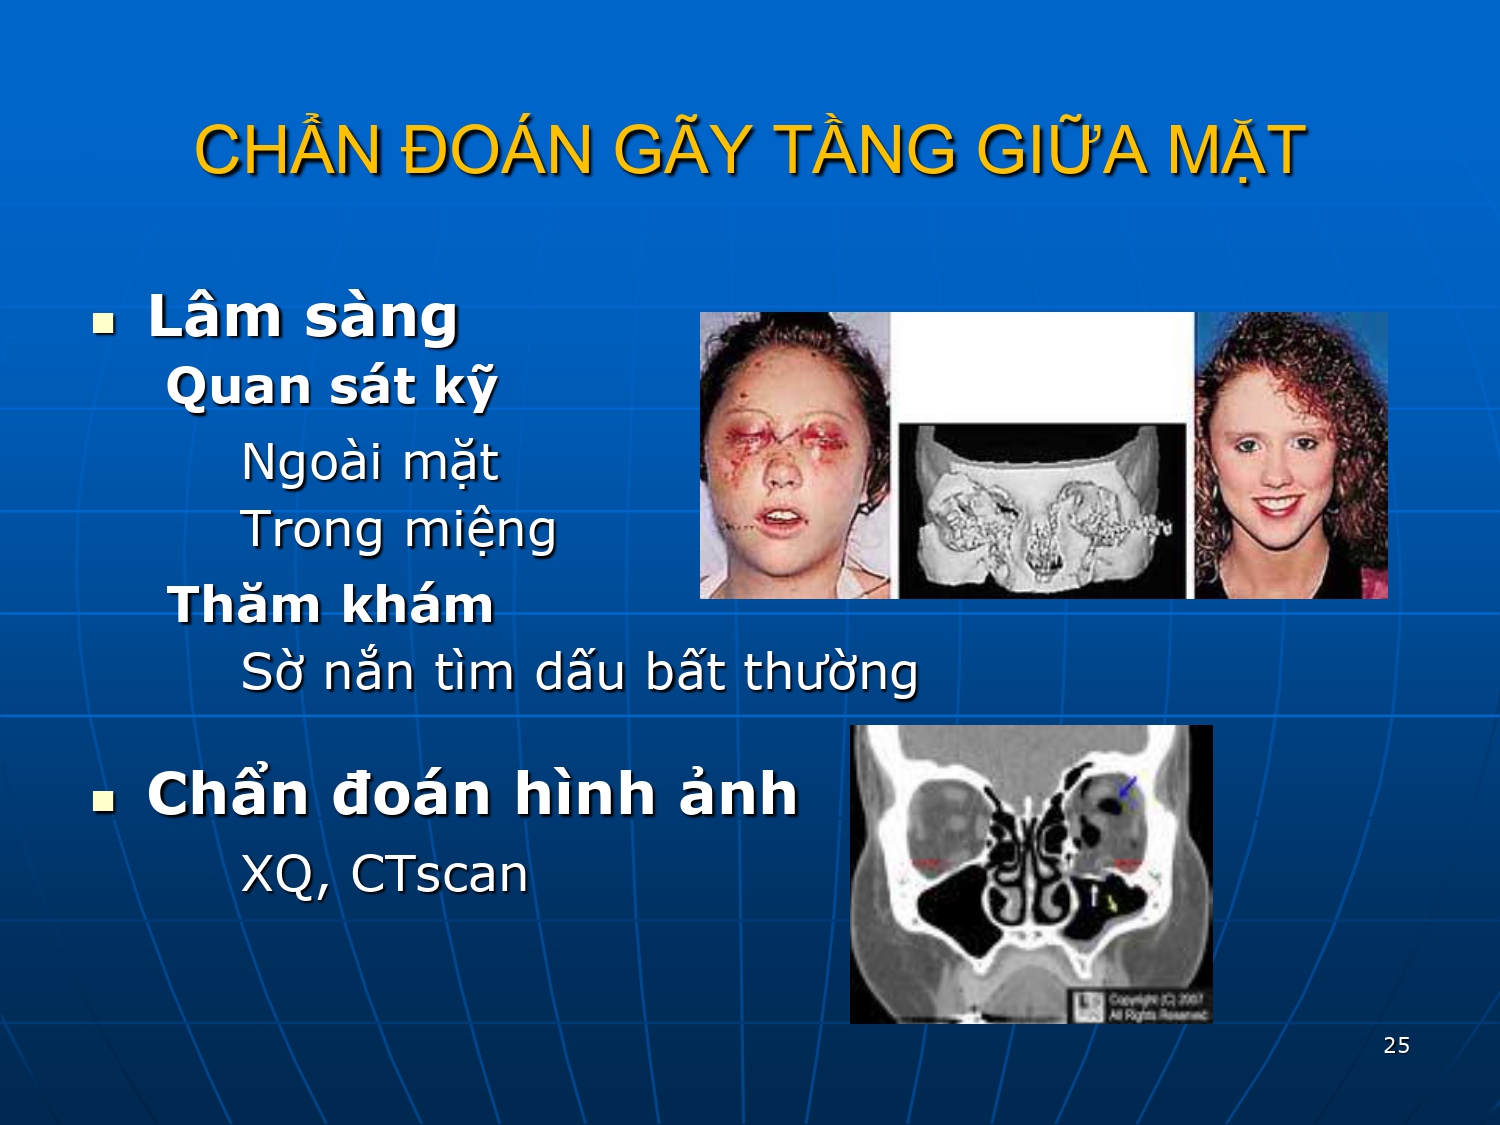 CHẨN ĐOÁN GÃY TẦNG GIỮA MẶT
Lâm sàng
Quan sát kỹ
Ngoài mặt
Trong miệng
Thăm khám
Sờ nắn tìm dấu bất thường
Chẩn đoán hình ảnh
XQ, CTscan
Copyright (C) 2007
All Rights Reserved
25